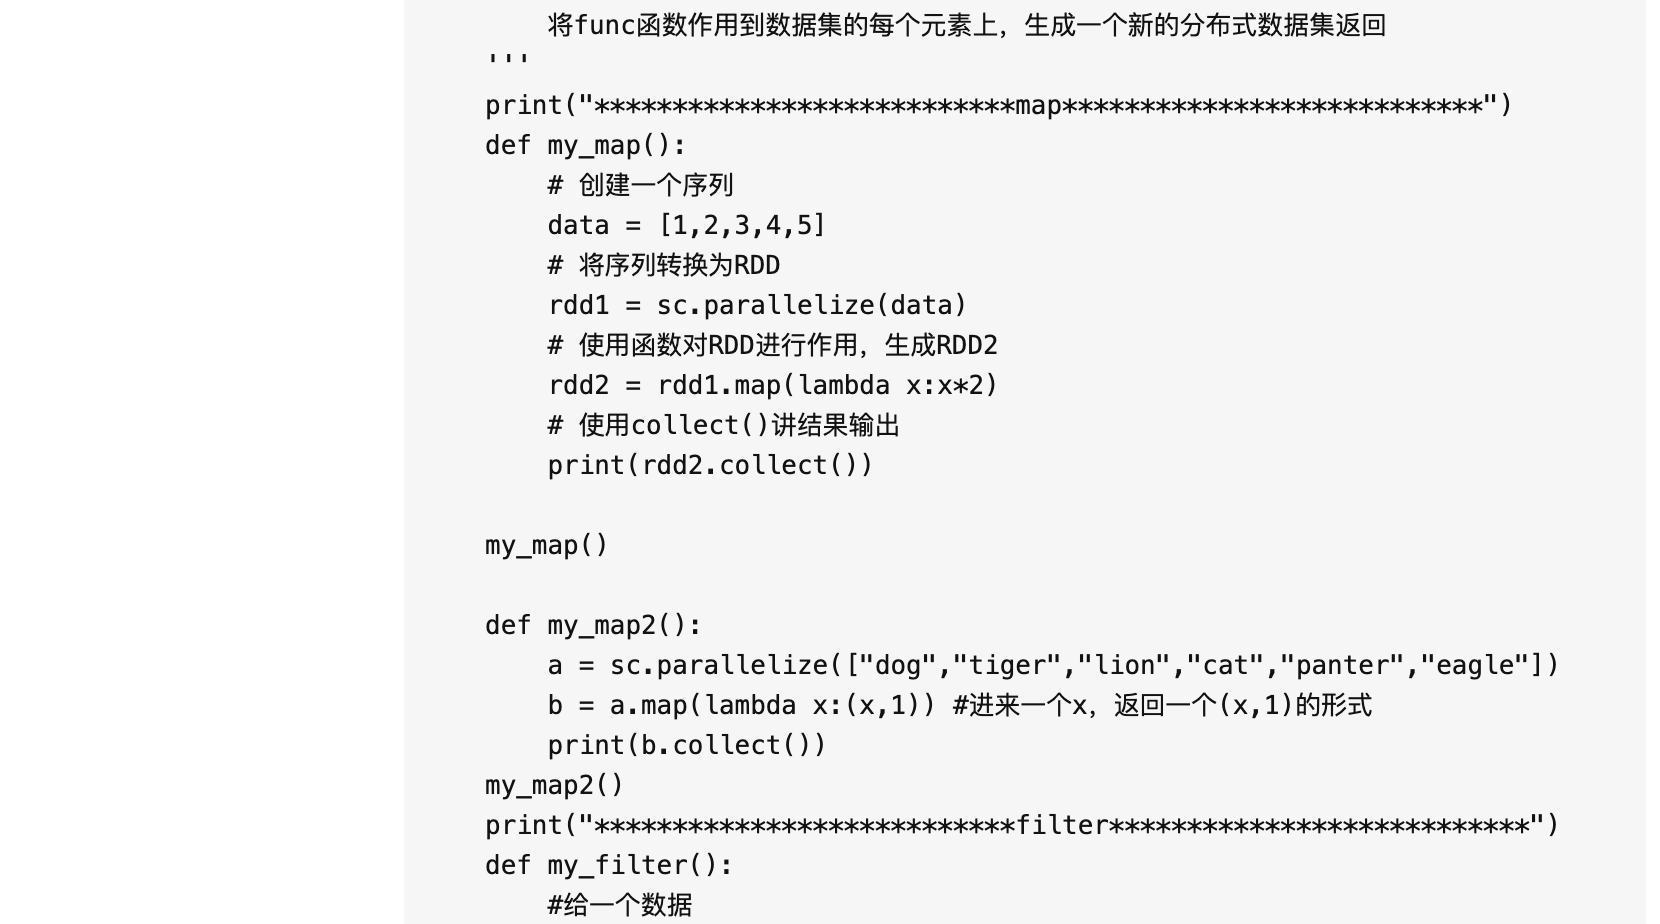 将func函数作用到数据集的每个元素上，生成一个新的分布式数据集返回
'''
print("***************************map***************************")
def my_map():
# 创建一个序列
data = [1,2,3,4,5]
# 将序列转换为RDD
rdd1 = sc.parallelize(data)
# 使用函数对RDD进行作用，生成RDD2
rdd2 = rdd1.map(lambda x:x*2)
# 使用collect()讲结果输出
print(rdd2.collect())
my_map()
def my_map2():
a = sc.parallelize(["dog","tiger","lion","cat","panter","eagle"])
b = a.map(lambda x:(x,1)) #进来一个x，返回一个(x,1)的形式
print(b.collect())
my_map2()
print("***************************filter***************************")
def my_filter():
#给一个数据